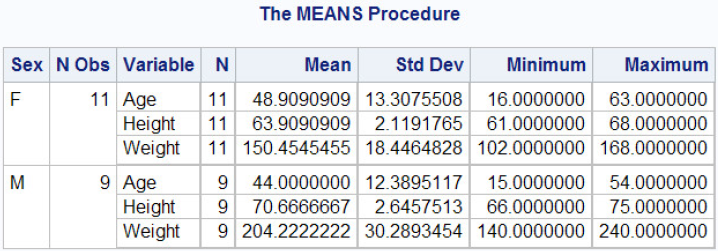 The MEANS Procedure
Sex N Obs Variable N Mean Std Dev Minimum Maximum
F 11 Age 11 48.9090909 13.3075508 16.0000000 63.0000000
Height 11 63.9090909 2.1191765 61.0000000 68.0000000
Weight 11 150.4545455 18.4464828 102.0000000 168.0000000
M 9 Age 9 44.0000000 12.3895117 15.0000000 54.0000000
Height 9 70.6666667 2.6457513 66.0000000 75.0000000
Weight 9 204.2222222 30.2893454 140.0000000 240.0000000